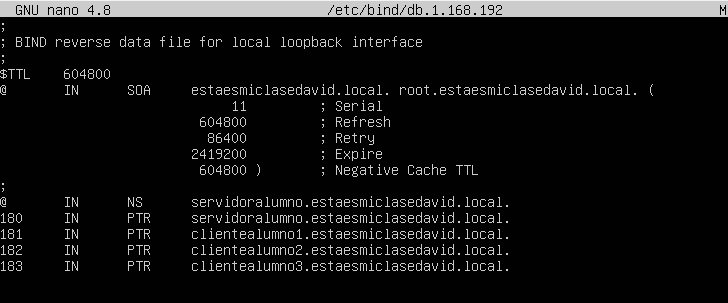 GNU nano 4.8 /etc/bind/db.1.168.192 M
;
; BIND reverse data file for local loopback interface
;
$TTL 604800
@ IN SOA estaesmiclasedavid.local. root.estaesmiclasedavid.local. (
11 ; Serial
604800 ; Refresh
86400 ; Retry
2419200 ; Expire
604800 ) ; Negative Cache TTL
;
@ IN NS servidoralumno.estaesmiclasedavid.local.
180 IN PTR servidoralumno.estaesmiclasedavid.local.
181 IN PTR clientealumno1.estaesmiclasedavid.local.
182 IN PTR clientealumno2.estaesmiclasedavid.local.
183 IN PTR clientealumno3.estaesmiclasedavid.local.